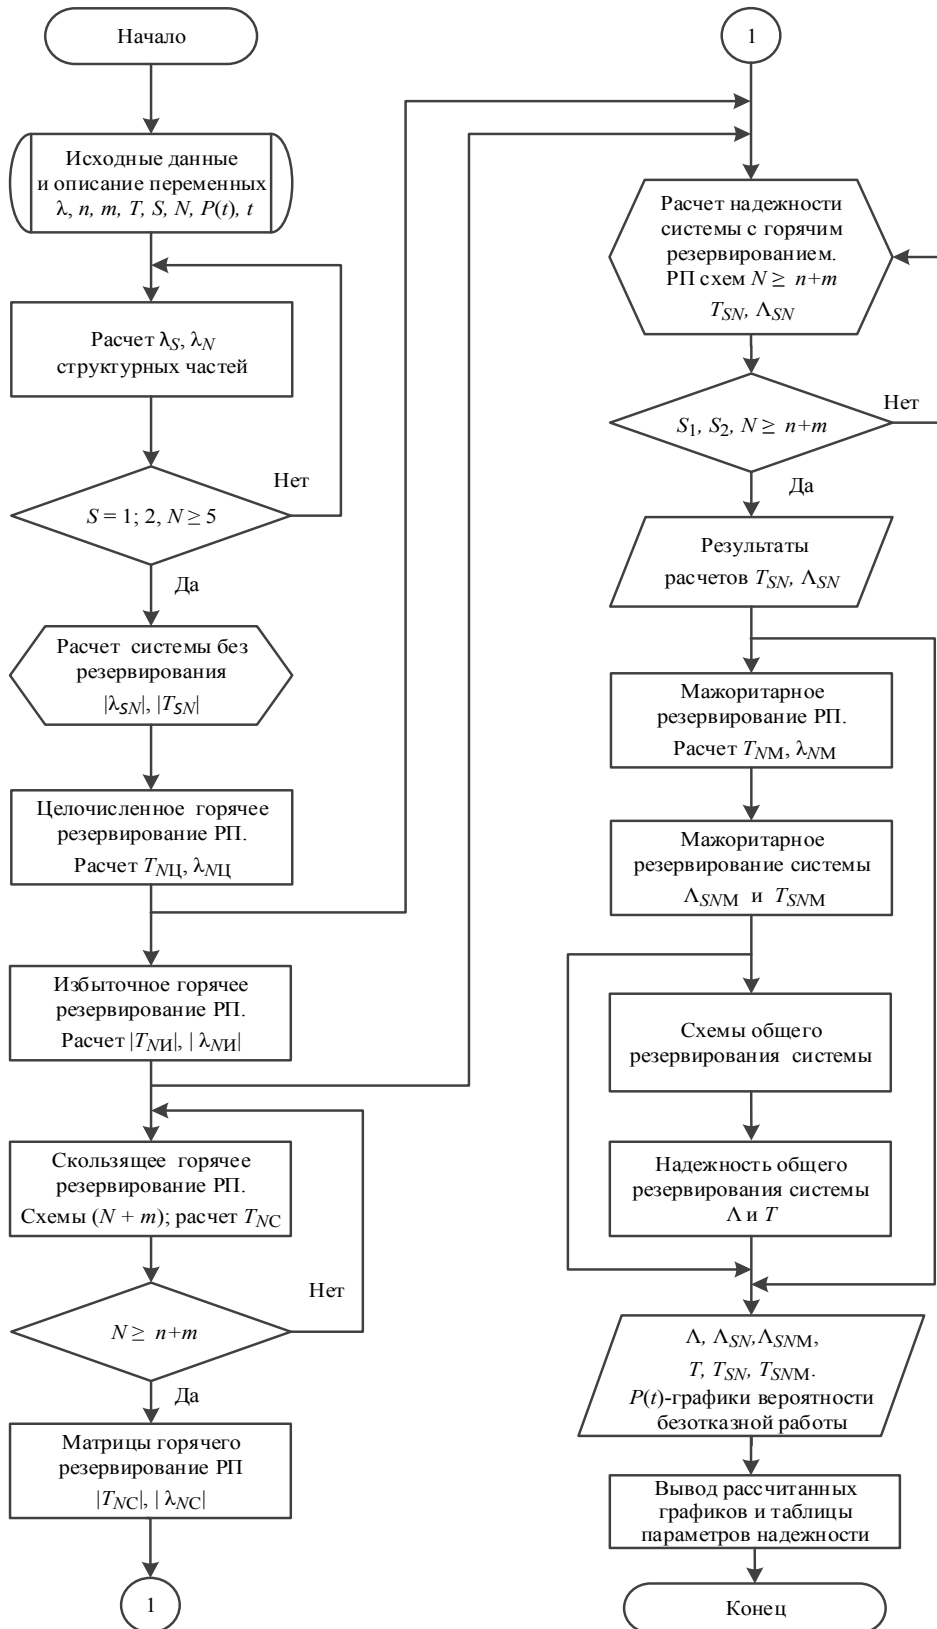 Начало
Исходные данные
и описание переменных
λ, n, m, T, S, N, P(t), t
Расчет λS, λN
структурных частей
Нет
S = 1; 2, N ≥ 5
Да
Расчет системы без
резервирования
|λSN|, |TSN|
Целочисленное горячее
резервирование РП.
Расчет TNЦ, λNЦ
Избыточное горячее
резервирование РП.
Расчет |TNИ|, | λNИ|
Скользящее горячее
резервирование РП.
Схемы (N + m); расчет TNC
Нет
N ≥ n+m
Да
Матрицы горячего
резервирование РП
|TNC|, | λNC|
1
1
Расчет надежности
системы с горячим
резервированием.
РП схем N ≥ n+m
TSN, ΛSN
Нет
S1, S2, N ≥ n+m
Да
Результаты
расчетов TSN, ΛSN
Мажоритарное
резервирование РП.
Расчет TNM, λNM
Мажоритарное
резервирование системы
ΛSNM и TSNM
Схемы общего
резервирования системы
Надежность общего
резервирования системы
Λ и T
Λ, ΛSN,ΛSNM,
T, TSN, TSNM.
P(t)-графики вероятности
безотказной работы
Вывод рассчитанных
графиков и таблицы
параметров надежности
Конец